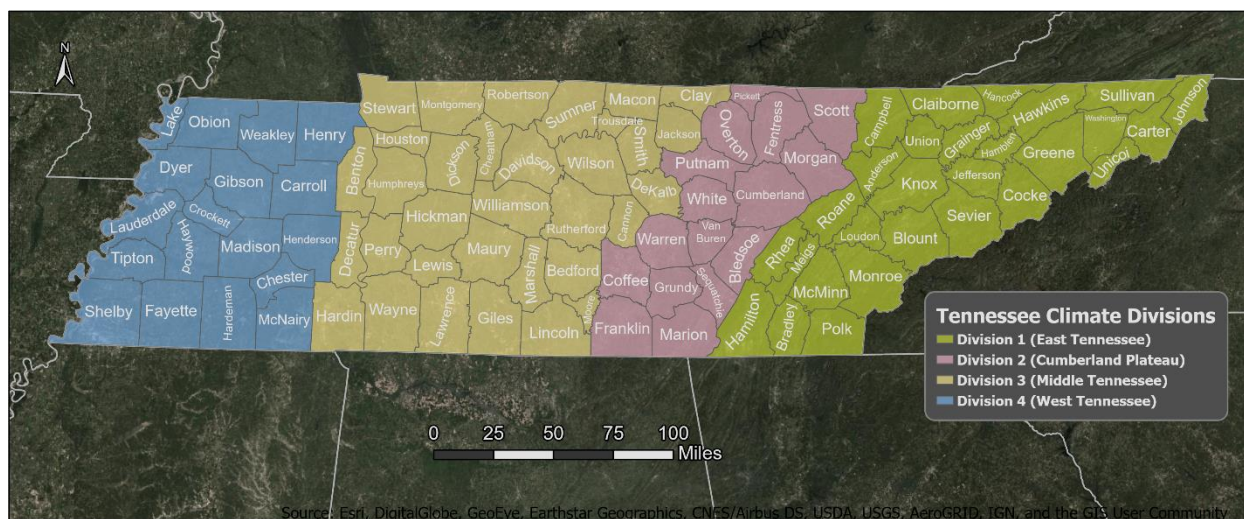 N
Lake
Obion
Weakley
Henry
Dyer
Gibson
Carroll
Lauderdale
Crockett
Haywood
Madison
Henderson
Tipton
Chester
Shelby
Fayette
Hardeman
McNairy
Stewart
Montgomery
Robertson
Sumner
Macon
Trousdale
Clay
Houston
Benton
Humphreys
Dickson
Cheatham
Davidson
Wilson
Smith
Jackson
DeKalb
Hickman
Williamson
Rutherford
Cannon
Decatur
Perry
Lewis
Maury
Marshall
Bedford
Moore
Hardin
Wayne
Lawrence
Giles
Lincoln
Pickett
Scott
Overton
Fentress
Putnam
Morgan
White
Cumberland
Warren
Van
Buren
Bledsoe
Coffee
Grundy
Sequatchie
Franklin
Marion
Campbell
Claiborne
Hancock
Hawkins
Sullivan
Johnson
Washington
Carter
Unicoi
Union
Grainger
Hamblen
Greene
Anderson
Knox
Jefferson
Cocke
Roane
Sevier
Loudon
Blount
Rhea
Meigs
Monroe
McMinn
Hamilton
Bradley
Polk
Tennessee Climate Divisions
Division 1 (East Tennessee)
Division 2 (Cumberland Plateau)
Division 3 (Middle Tennessee)
Division 4 (West Tennessee)
0 25 50 75 100
Miles
Source: Esri, DigitalGlobe, GeoEye, Earthstar Geographics, CNES/Airbus DS, USDA, USGS, AeroGRID, IGN, and the GIS User Community